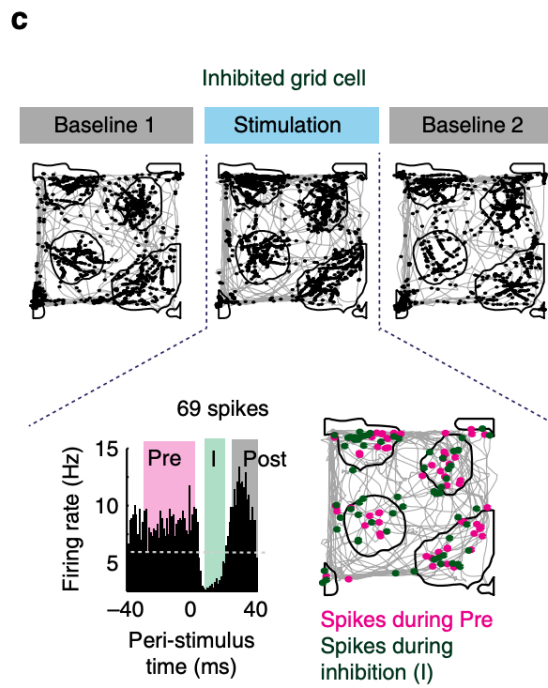 c
Inhibited grid cell
Baseline 1
Stimulation
Baseline 2
69 spikes
15
10
5
Firing rate (Hz)
Pre
I
Post
−40
0
40
Peri-stimulus
time (ms)
Spikes during Pre
Spikes during
inhibition (I)